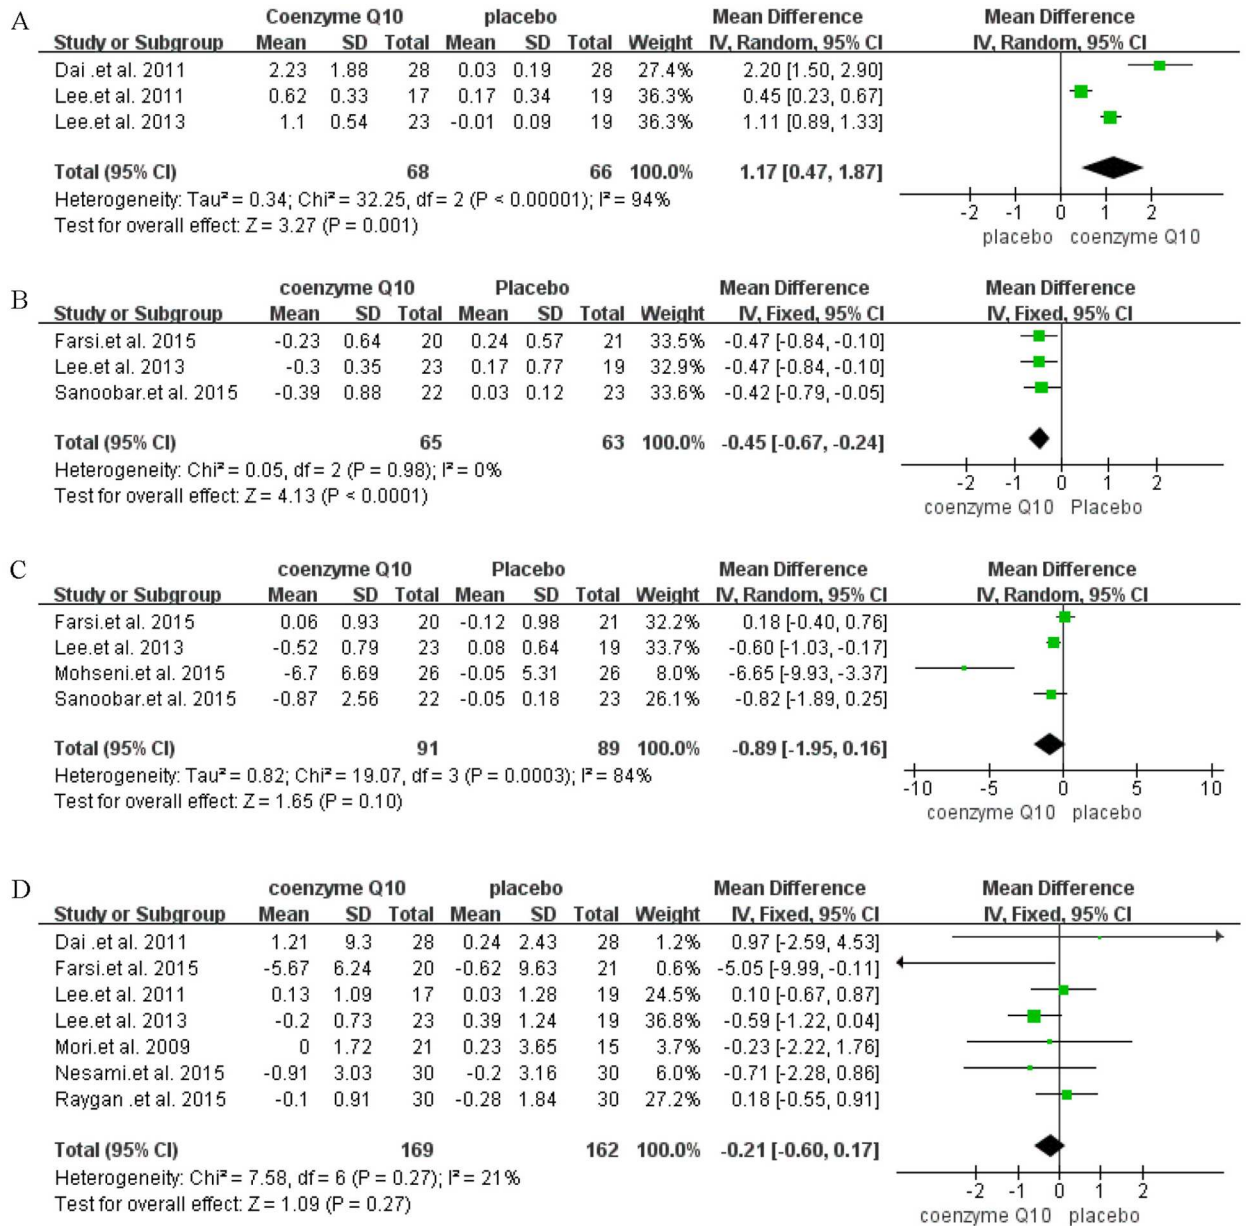 A
Coenzyme Q10 placebo Mean Difference Mean Difference
Study or Subgroup Mean SD Total Mean SD Total Weight IV, Random, 95% CI IV, Random, 95% CI
Dai .et al. 2011 2.23 1.88 28 0.03 0.19 28 27.4% 2.20 [1.50, 2.90]
Lee.et al. 2011 0.62 0.33 17 0.17 0.34 19 36.3% 0.45 [0.23, 0.67]
Lee.et al. 2013 1.1 0.54 23 -0.01 0.09 19 36.3% 1.11 [0.89, 1.33]
Total (95% CI) 68 66 100.0% 1.17 [0.47, 1.87]
Heterogeneity: Tau² = 0.34; Chi² = 32.25, df = 2 (P < 0.00001); I² = 94%
Test for overall effect: Z = 3.27 (P = 0.001)
-2 -1 0 1 2
placebo coenzyme Q10
B
coenzyme Q10 Placebo Mean Difference Mean Difference
Study or Subgroup Mean SD Total Mean SD Total Weight IV, Fixed, 95% CI IV, Fixed, 95% CI
Farsi.et al. 2015 -0.23 0.64 20 0.24 0.57 21 33.5% -0.47 [-0.84, -0.10]
Lee.et al. 2013 -0.3 0.35 23 0.17 0.77 19 32.9% -0.47 [-0.84, -0.10]
Sanoobar.et al. 2015 -0.39 0.88 22 0.03 0.12 23 33.6% -0.42 [-0.79, -0.05]
Total (95% CI) 65 63 100.0% -0.45 [-0.67, -0.24]
Heterogeneity: Chi² = 0.05, df = 2 (P = 0.98); I² = 0%
Test for overall effect: Z = 4.13 (P < 0.0001)
-2 -1 0 1 2
coenzyme Q10 Placebo
C
coenzyme Q10 Placebo Mean Difference Mean Difference
Study or Subgroup Mean SD Total Mean SD Total Weight IV, Random, 95% CI IV, Random, 95% CI
Farsi.et al. 2015 0.06 0.93 20 -0.12 0.98 21 32.2% 0.18 [-0.40, 0.76]
Lee.et al. 2013 -0.52 0.79 23 0.08 0.64 19 33.7% -0.60 [-1.03, -0.17]
Mohseni.et al. 2015 -6.7 6.69 26 -0.05 5.31 26 8.0% -6.65 [-9.93, -3.37]
Sanoobar.et al. 2015 -0.87 2.56 22 -0.05 0.18 23 26.1% -0.82 [-1.89, 0.25]
Total (95% CI) 91 89 100.0% -0.89 [-1.95, 0.16]
Heterogeneity: Tau² = 0.82; Chi² = 19.07, df = 3 (P = 0.0003); I² = 84%
Test for overall effect: Z = 1.65 (P = 0.10)
-10 -5 0 5 10
coenzyme Q10 placebo
D
coenzyme Q10 placebo Mean Difference Mean Difference
Study or Subgroup Mean SD Total Mean SD Total Weight IV, Fixed, 95% CI IV, Fixed, 95% CI
Dai .et al. 2011 1.21 9.3 28 0.24 2.43 28 1.2% 0.97 [-2.59, 4.53]
Farsi.et al. 2015 -5.67 6.24 20 -0.62 9.63 21 0.6% -5.05 [-9.99, -0.11]
Lee.et al. 2011 0.13 1.09 17 0.03 1.28 19 24.5% 0.10 [-0.67, 0.87]
Lee.et al. 2013 -0.2 0.73 23 0.39 1.24 19 36.8% -0.59 [-1.22, 0.04]
Mori.et al. 2009 0 1.72 21 0.23 3.65 15 3.7% -0.23 [-2.22, 1.76]
Nesami.et al. 2015 -0.91 3.03 30 -0.2 3.16 30 6.0% -0.71 [-2.28, 0.86]
Raygan .et al. 2015 -0.1 0.91 30 -0.28 1.84 30 27.2% 0.18 [-0.55, 0.91]
Total (95% CI) 169 162 100.0% -0.21 [-0.60, 0.17]
Heterogeneity: Chi² = 7.58, df = 6 (P = 0.27); I² = 21%
Test for overall effect: Z = 1.09 (P = 0.27)
-2 -1 0 1 2
coenzyme Q10 placebo